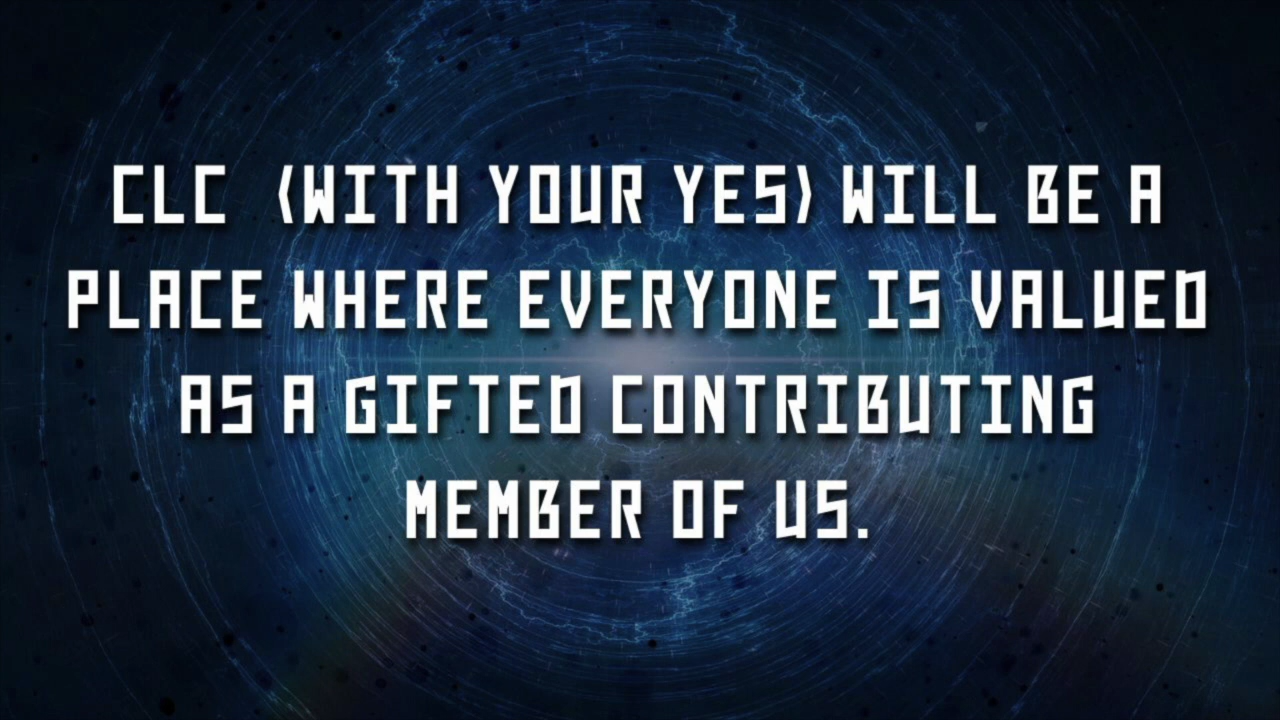 CLC (WITH YOUR YES) WILL BE A
PLACE WHERE EVERYONE IS VALUED
AS A GIFTED CONTRIBUTING
MEMBER OF US.